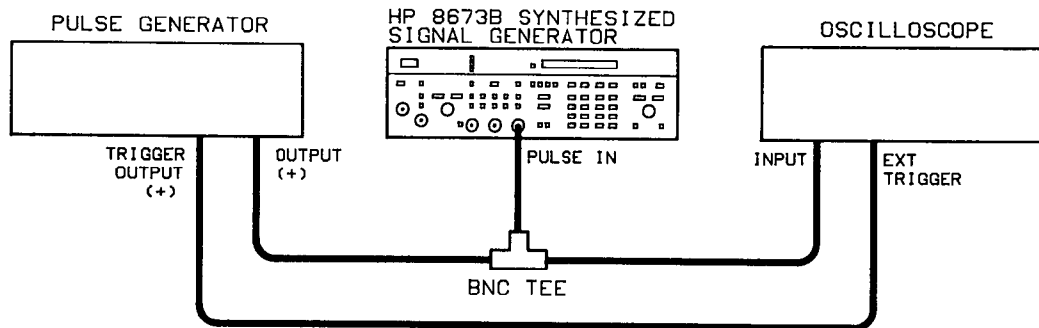 PULSE GENERATOR
HP 8673B SYNTHESIZED
SIGNAL GENERATOR
OSCILLOSCOPE
TRIGGER
OUTPUT
(+)
OUTPUT
(+)
PULSE IN
INPUT
EXT
TRIGGER
BNC TEE